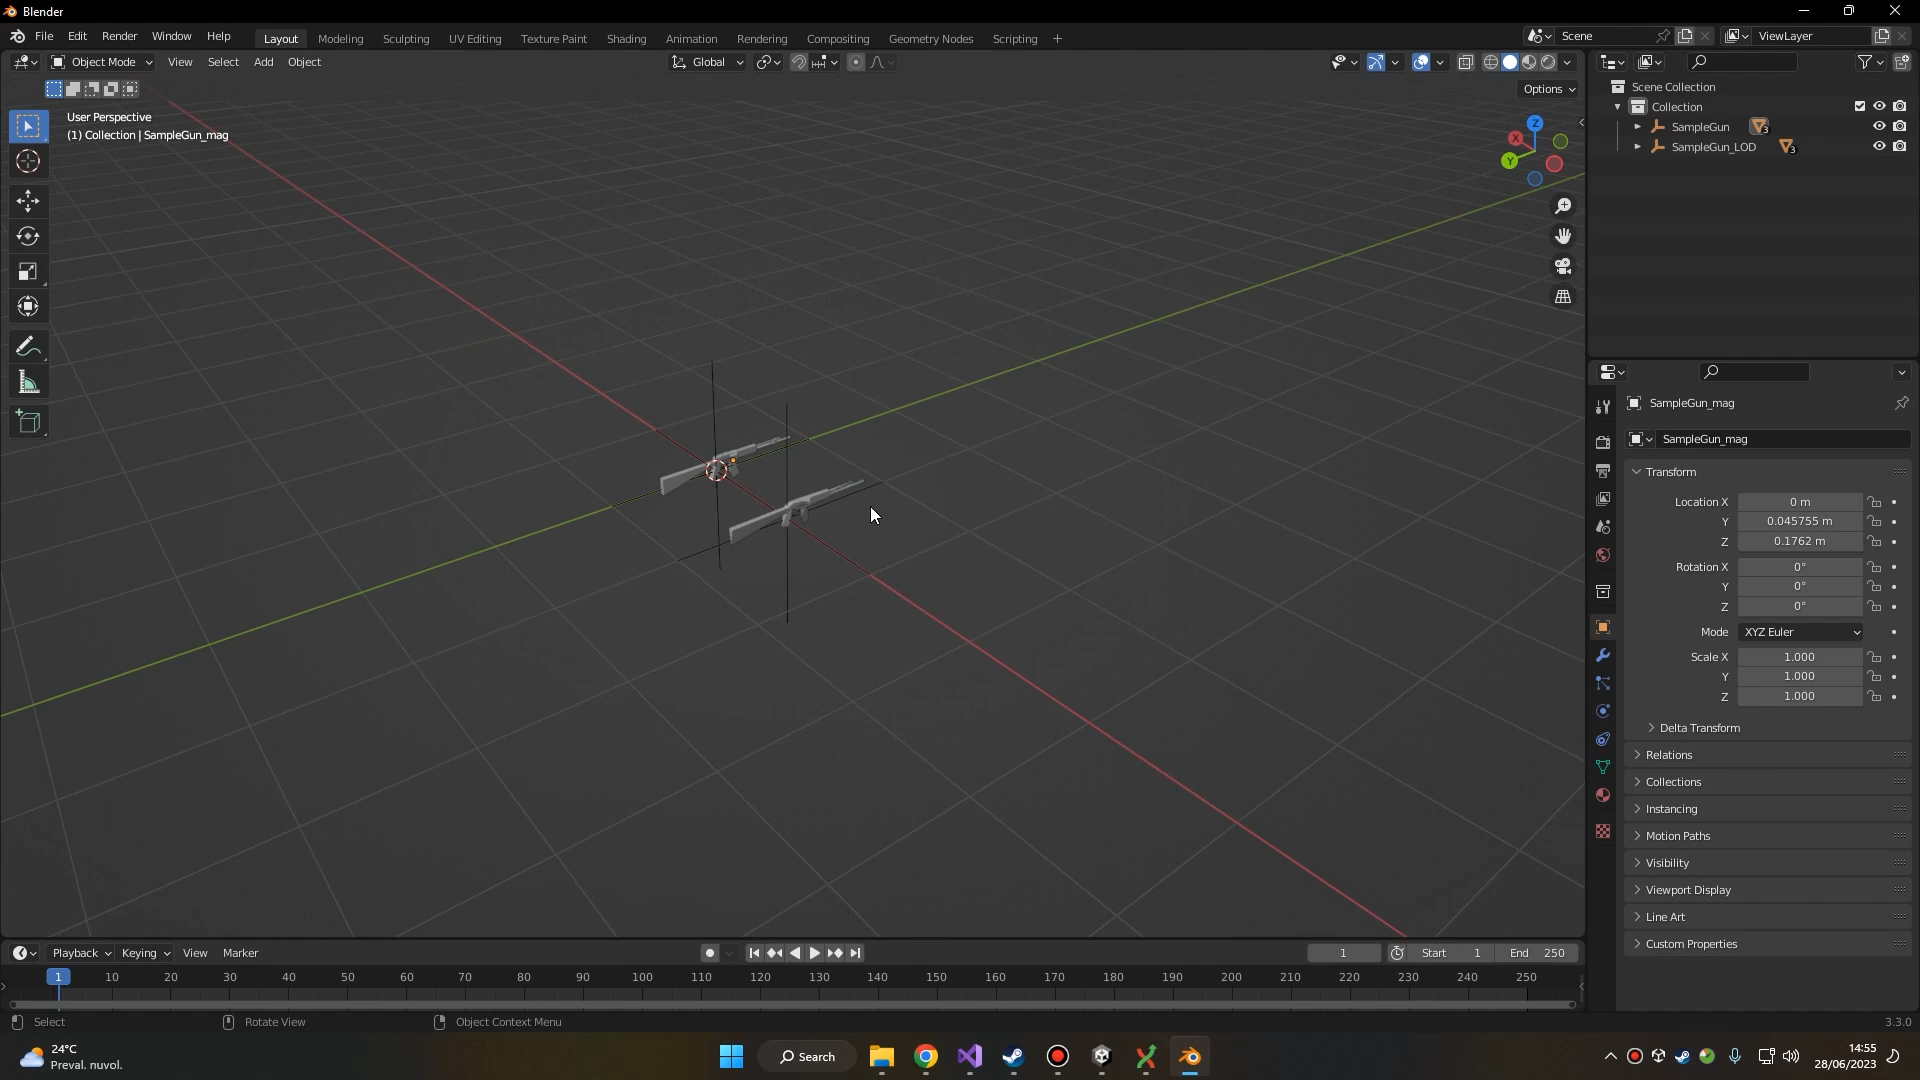 Blender
File Edit Render Window Help Layout Modeling Sculpting UV Editing Texture Paint Shading Animation Rendering Compositing Geometry Nodes Scripting + Scene ViewLayer
Object Mode View Select Add Object Global
Options
User Perspective
(1) Collection | SampleGun_mag
Z
X
Y
Scene Collection
Collection
SampleGun 3
SampleGun_LOD 3
SampleGun_mag
SampleGun_mag
Transform
Location X 0 m
Y 0.045755 m
Z 0.1762 m
Rotation X 0°
Y 0°
Z 0°
Mode XYZ Euler
Scale X 1.000
Y 1.000
Z 1.000
Delta Transform
Relations
Collections
Instancing
Motion Paths
Visibility
Viewport Display
Line Art
Custom Properties
Playback Keying View Marker 1 Start 1 End 250
1 10 20 30 40 50 60 70 80 90 100 110 120 130 140 150 160 170 180 190 200 210 220 230 240 250
Select Rotate View Object Context Menu 3.3.0
24°C
Preval. nuvol.
Search
14:55
28/06/2023